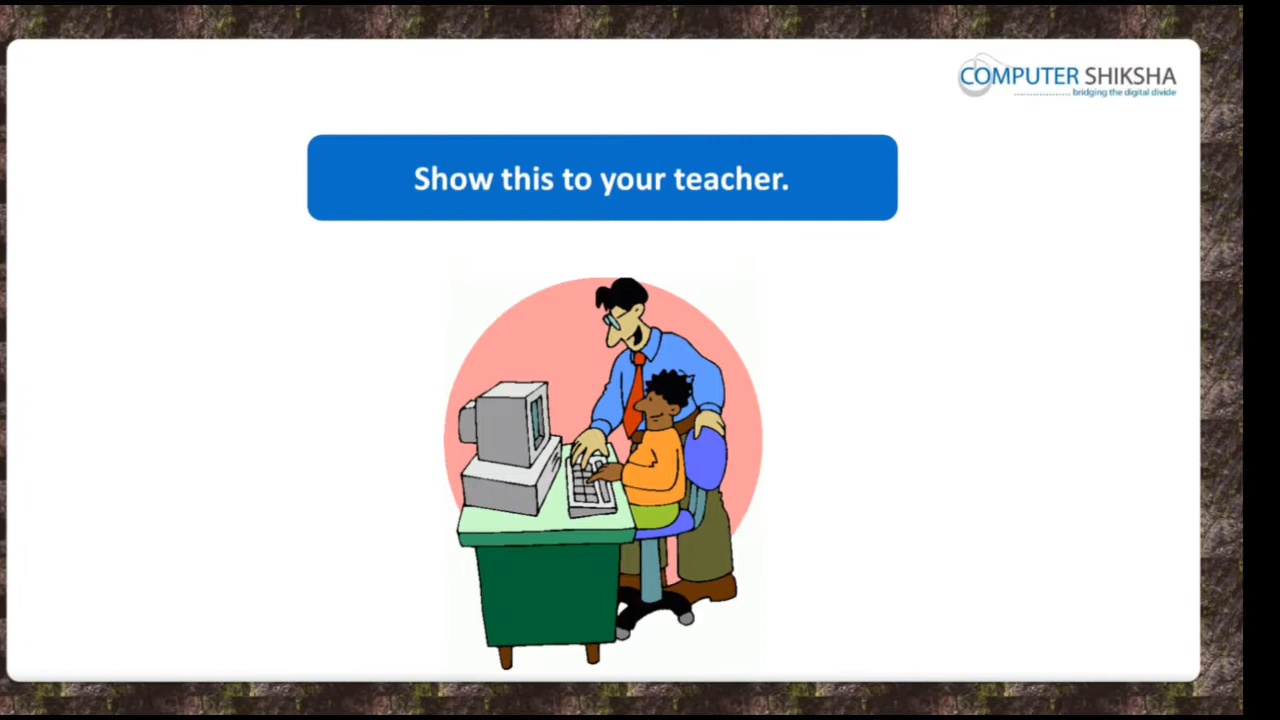 COMPUTER SHIKSHA
bridging the digital divide
Show this to your teacher.